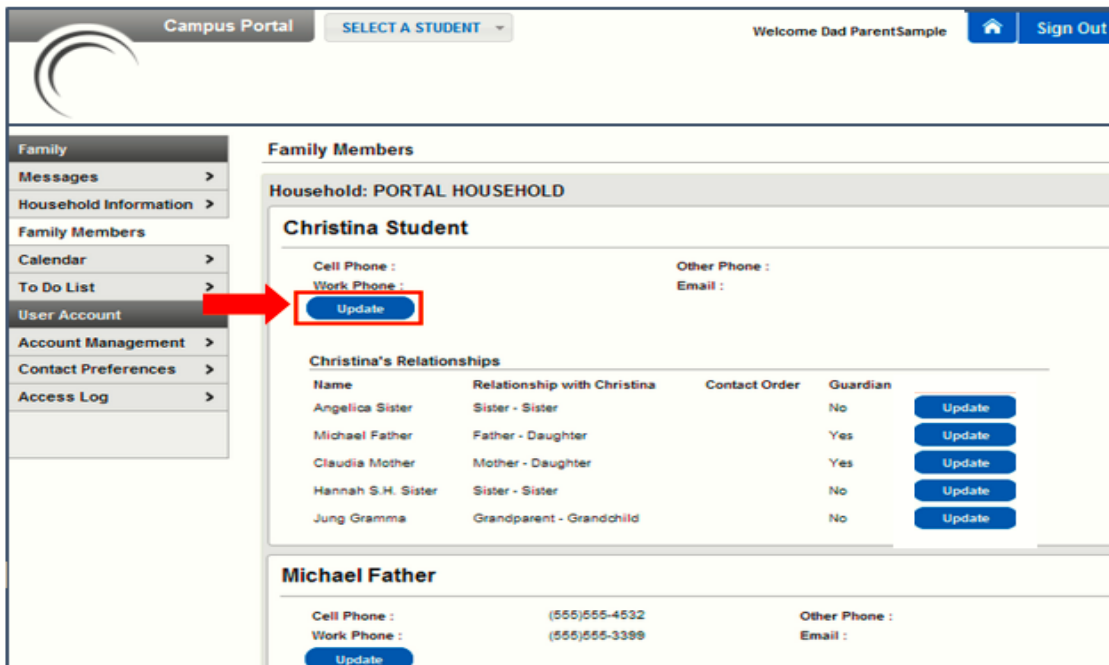 Campus Portal SELECT A STUDENT Welcome Dad ParentSample Sign Out
Family
Messages
Household Information
Family Members
Calendar
To Do List
User Account
Account Management
Contact Preferences
Access Log
Family Members
Household: PORTAL HOUSEHOLD
Christina Student
Cell Phone : Other Phone :
Work Phone : Email :
Update
Christina's Relationships
Name Relationship with Christina Contact Order Guardian
Angelica Sister Sister - Sister No Update
Michael Father Father - Daughter Yes Update
Claudia Mother Mother - Daughter Yes Update
Hannah S.H. Sister Sister - Sister No Update
Jung Gramma Grandparent - Grandchild No Update
Michael Father
Cell Phone : (555)555-4532 Other Phone :
Work Phone : (555)555-3399 Email :
Update